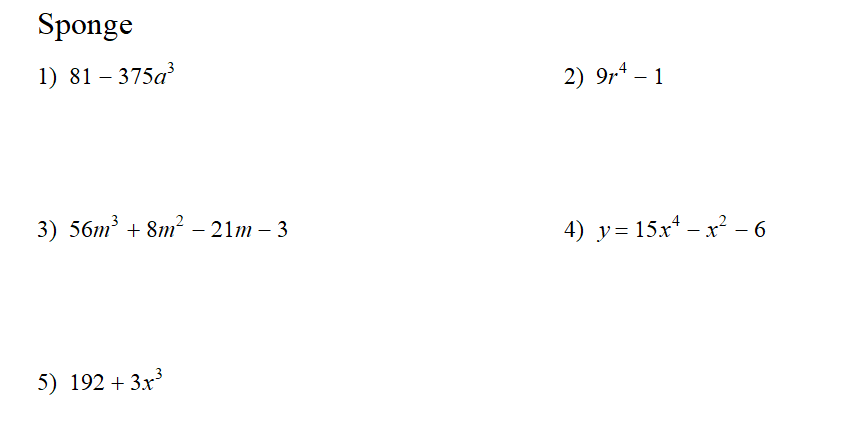 Sponge
1) 81 – 375a³
2) 9r⁴ – 1
3) 56m³ + 8m² – 21m – 3
4) y = 15x⁴ – x² – 6
5) 192 + 3x³